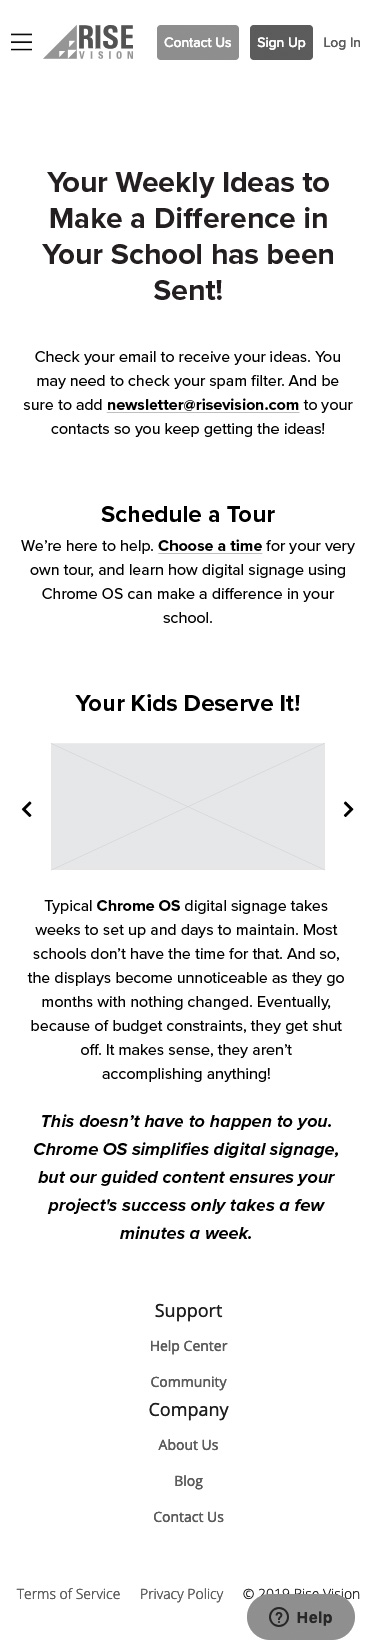 RISE
VISION
Contact Us
Sign Up
Log In
Your Weekly Ideas to
Make a Difference in
Your School has been
Sent!
Check your email to receive your ideas. You
may need to check your spam filter. And be
sure to add newsletter@risevision.com to your
contacts so you keep getting the ideas!
Schedule a Tour
We're here to help. Choose a time for your very
own tour, and learn how digital signage using
Chrome OS can make a difference in your
school.
Your Kids Deserve It!
Typical Chrome OS digital signage takes
weeks to set up and days to maintain. Most
schools don't have the time for that. And so,
the displays become unnoticeable as they go
months with nothing changed. Eventually,
because of budget constraints, they get shut
off. It makes sense, they aren't
accomplishing anything!
This doesn't have to happen to you.
Chrome OS simplifies digital signage,
but our guided content ensures your
project's success only takes a few
minutes a week.
Support
Help Center
Community
Company
About Us
Blog
Contact Us
Terms of Service Privacy Policy © 2019 Rise Vision
Help